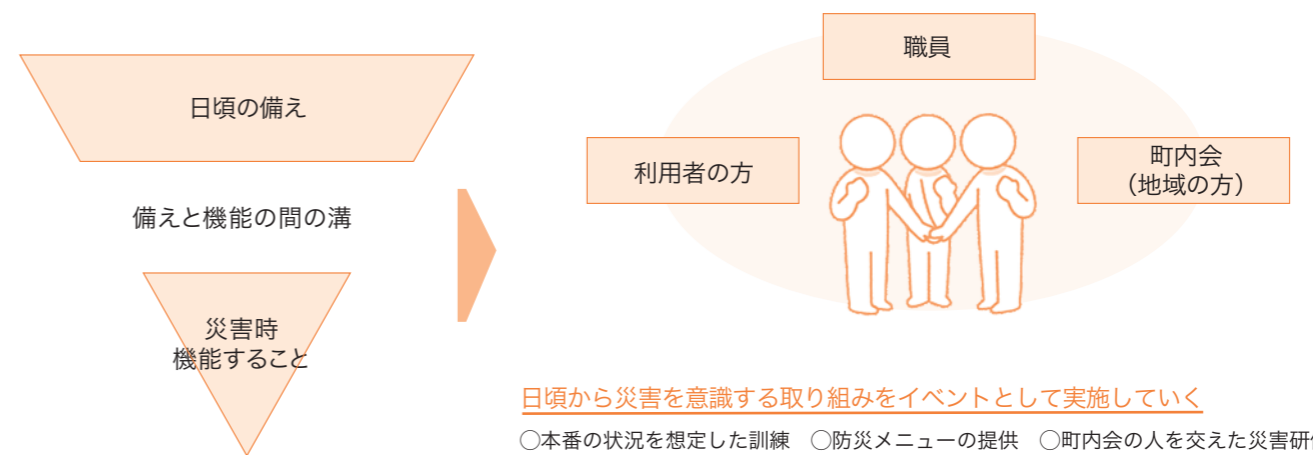 日頃の備え
備えと機能の間の溝
災害時
機能すること
職員
利用者の方
町内会
（地域の方）
日頃から災害を意識する取り組みをイベントとして実施していく
○本番の状況を想定した訓練　○防災メニューの提供　○町内会の人を交えた災害研